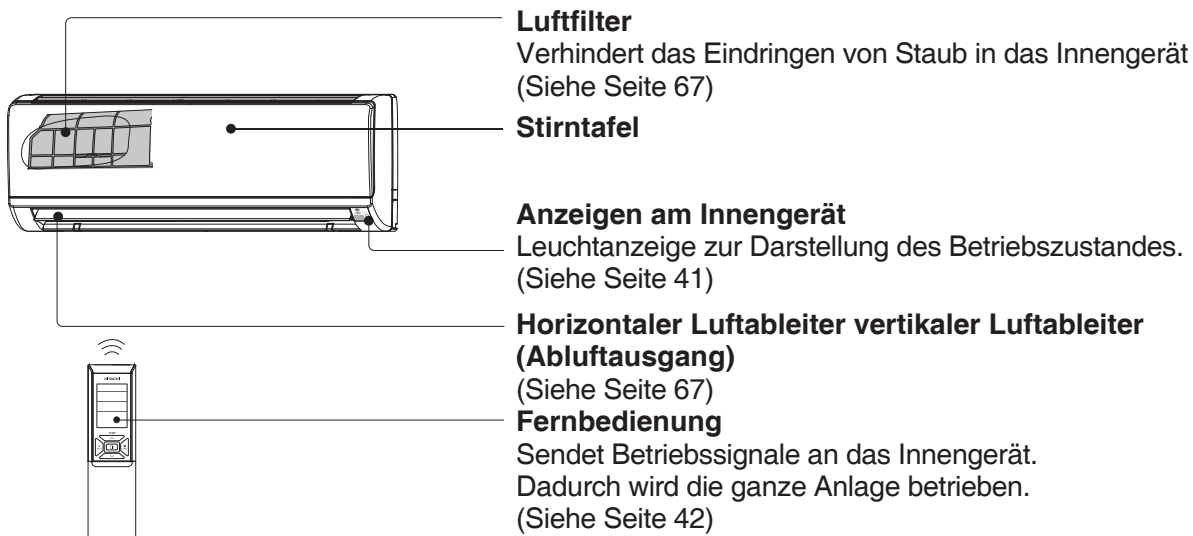 Luftfilter
Verhindert das Eindringen von Staub in das Innengerät
(Siehe Seite 67)
Stirntafel
Anzeigen am Innengerät
Leuchtanzeige zur Darstellung des Betriebszustandes.
(Siehe Seite 41)
Horizontaler Luftableiter vertikaler Luftableiter
(Abluftausgang)
(Siehe Seite 67)
Fernbedienung
Sendet Betriebssignale an das Innengerät.
Dadurch wird die ganze Anlage betrieben.
(Siehe Seite 42)